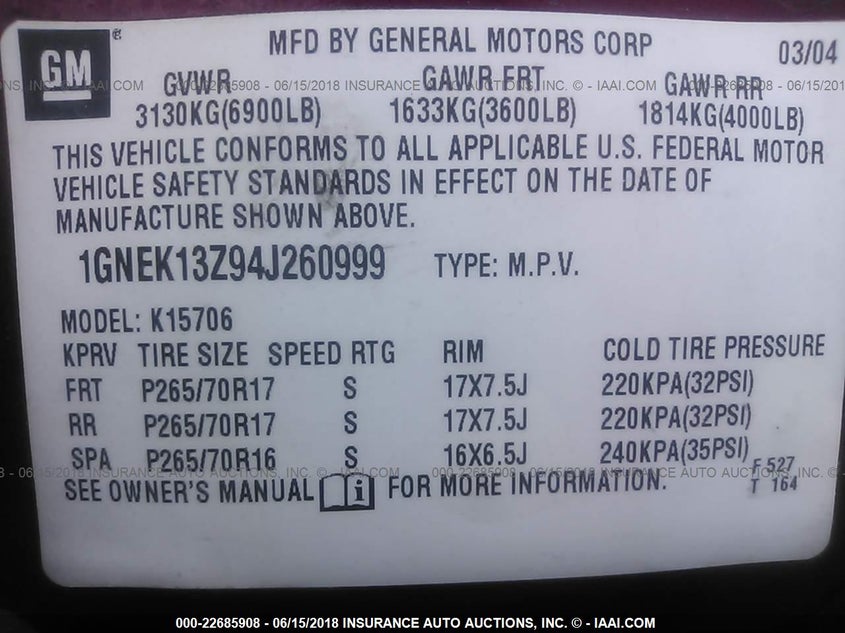 GM
®
MFD BY GENERAL MOTORS CORP 03/04
GVWR GAWR FRT GAWR RR
3130KG(6900LB) 1633KG(3600LB) 1814KG(4000LB)
THIS VEHICLE CONFORMS TO ALL APPLICABLE U.S. FEDERAL MOTOR
VEHICLE SAFETY STANDARDS IN EFFECT ON THE DATE OF
MANUFACTURE SHOWN ABOVE.
1GNEK13Z94J260999 TYPE: M.P.V.
MODEL: K15706
KPRV TIRE SIZE SPEED RTG RIM COLD TIRE PRESSURE
FRT P265/70R17 S 17X7.5J 220KPA(32PSI)
RR P265/70R17 S 17X7.5J 220KPA(32PSI)
SPA P265/70R16 S 16X6.5J 240KPA(35PSI)
F 527
SEE OWNER'S MANUAL i FOR MORE INFORMATION. T 164
000-22685908 - 06/15/2018 INSURANCE AUTO AUCTIONS, INC. - IAAI.COM